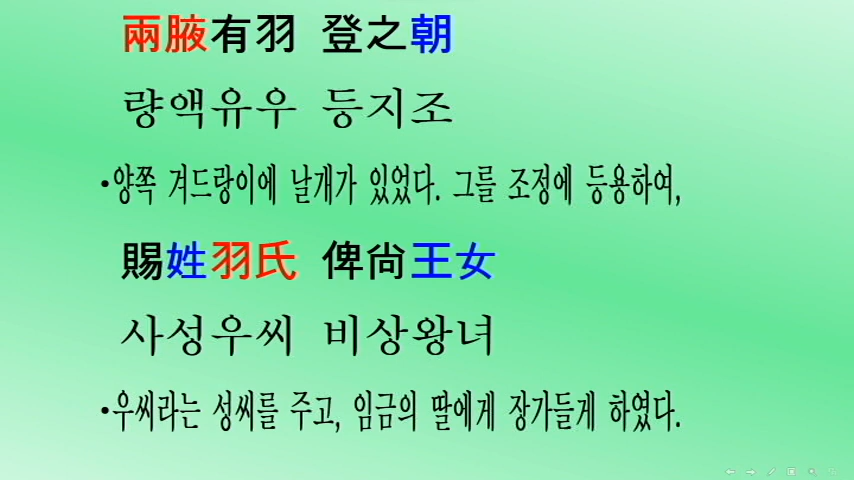 兩腋有羽 登之朝
량액유우 등지조
•양쪽 겨드랑이에 날개가 있었다. 그를 조정에 등용하여,
賜姓羽氏 俾尙王女
사성우씨 비상왕녀
•우씨라는 성씨를 주고, 임금의 딸에게 장가들게 하였다.